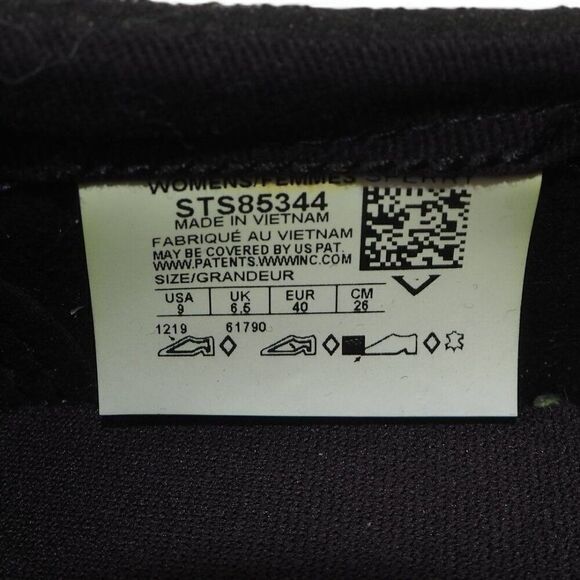 WOMENS/FEMMES SPERRY
STS85344
MADE IN VIETNAM
FABRIQUÉ AU VIETNAM
MAY BE COVERED BY US PAT.
WWW.PATENTS.WWWINC.COM
SIZE/GRANDEUR
USA UK EUR CM
9 6.5 40 26
1219 61790